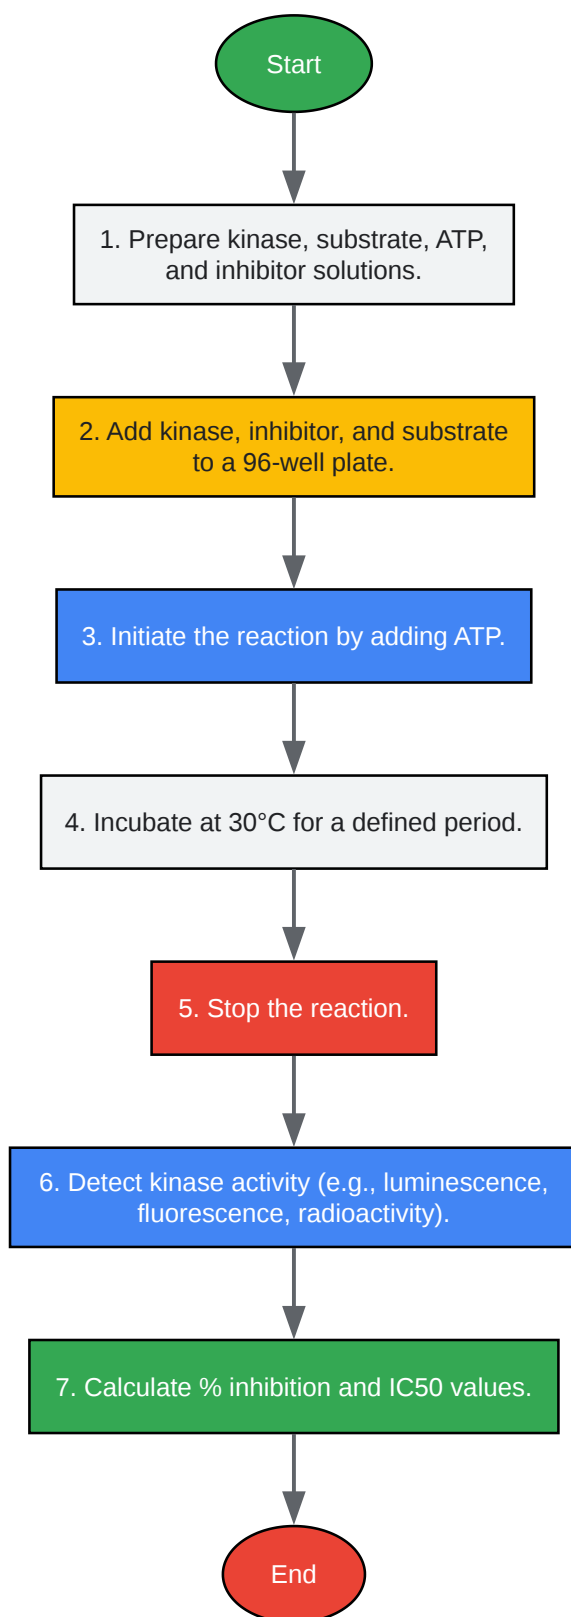 Start
1. Prepare kinase, substrate, ATP,
and inhibitor solutions.
2. Add kinase, inhibitor, and substrate
to a 96-well plate.
3. Initiate the reaction by adding ATP.
4. Incubate at 30°C for a defined period.
5. Stop the reaction.
6. Detect kinase activity (e.g., luminescence,
fluorescence, radioactivity).
7. Calculate % inhibition and IC50 values.
End